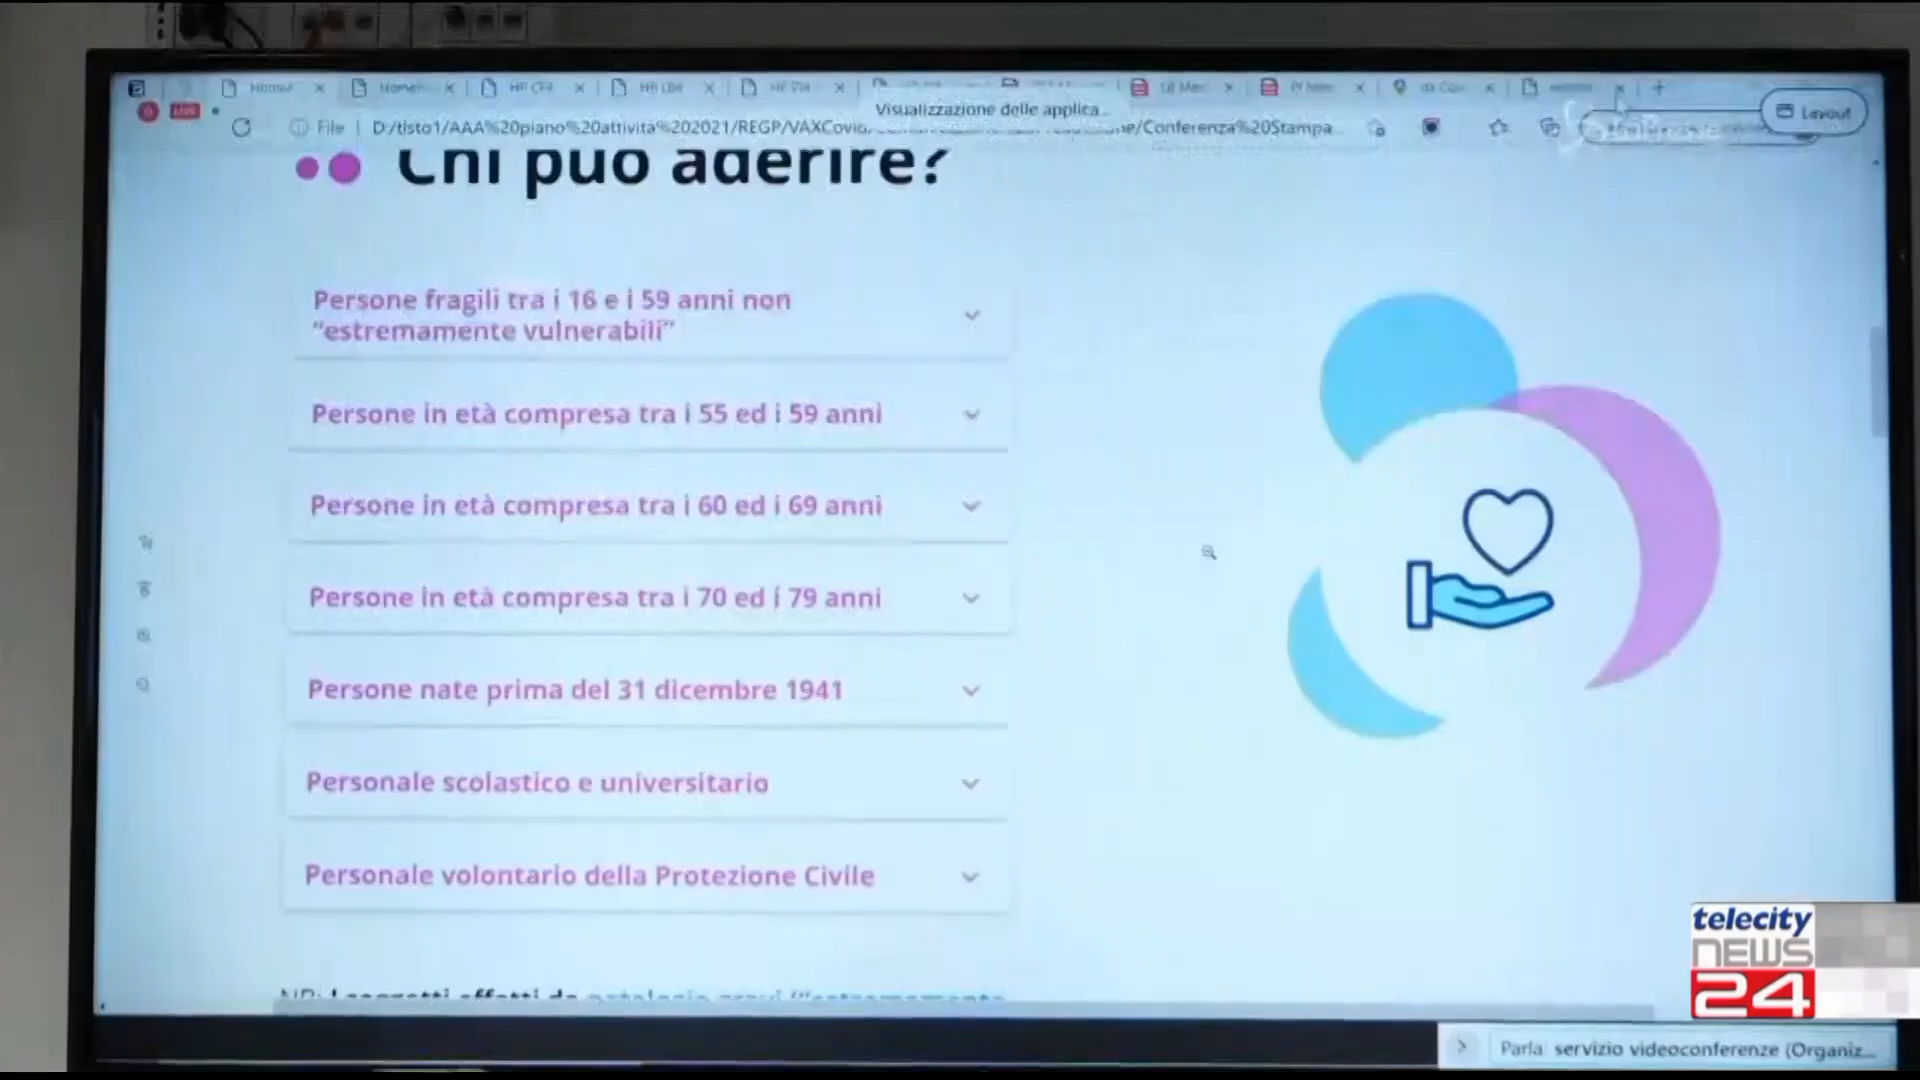 Visualizzazione delle applica...
Layout
File
D:/tlsto1/AAA%20piano%20attività%202021/REGP/VAXCovid/
ne/Conferenza%20Stampa...
Chi può aderire?
Persone fragili tra i 16 e i 59 anni non
"estremamente vulnerabili"
Persone in età compresa tra i 55 ed i 59 anni
Persone in età compresa tra i 60 ed i 69 anni
Persone in età compresa tra i 70 ed i 79 anni
Persone nate prima del 31 dicembre 1941
Personale scolastico e universitario
Personale volontario della Protezione Civile
telecity
NEWS
24
Parla: servizio videoconferenze (Organiz...